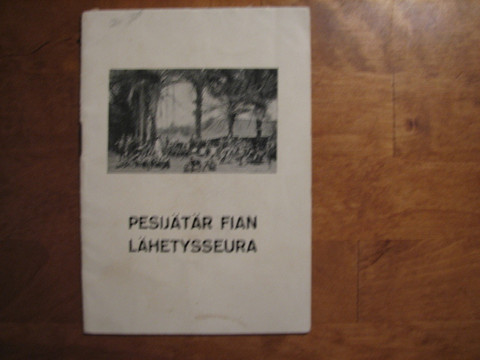 PESIJÄTÄR FIAN
LÄHETYSSEURA